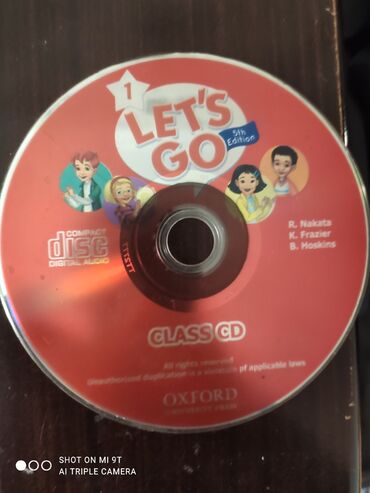 1
LET'S
GO
5th Edition
R. Nakata
K. Frazier
B. Hoskins
COMPACT
disc
DIGITAL AUDIO
CLASS CD
All rights reserved
Unauthorized duplication is a violation of applicable laws
OXFORD
UNIVERSITY PRESS
SHOT ON MI 9T
AI TRIPLE CAMERA